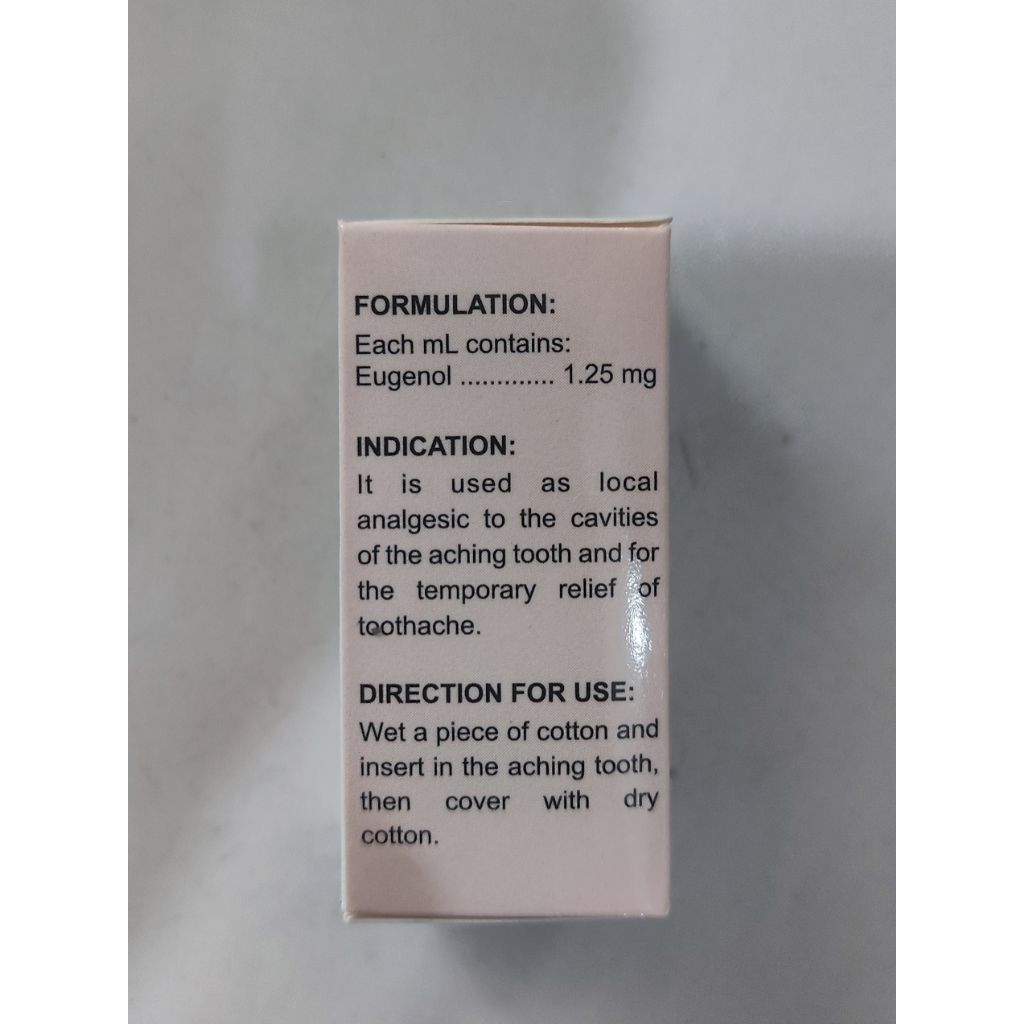 FORMULATION:
Each mL contains:
Eugenol ............. 1.25 mg
INDICATION:
It is used as local
analgesic to the cavities
of the aching tooth and for
the temporary relief of
toothache.
DIRECTION FOR USE:
Wet a piece of cotton and
insert in the aching tooth,
then cover with dry
cotton.